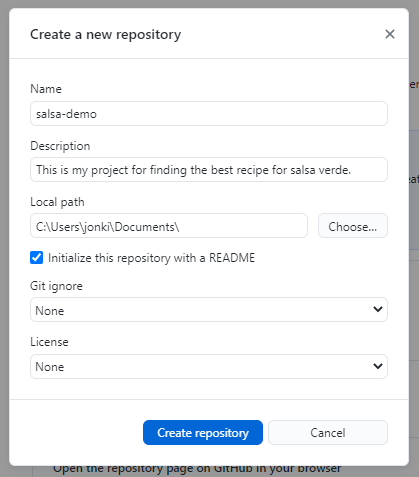 Create a new repository
Name
salsa-demo
Description
This is my project for finding the best recipe for salsa verde.
Local path
C:\Users\jonki\Documents\
Choose...
Initialize this repository with a README
Git ignore
None
License
None
Create repository
Cancel
Open the repository page on GitHub in your browser